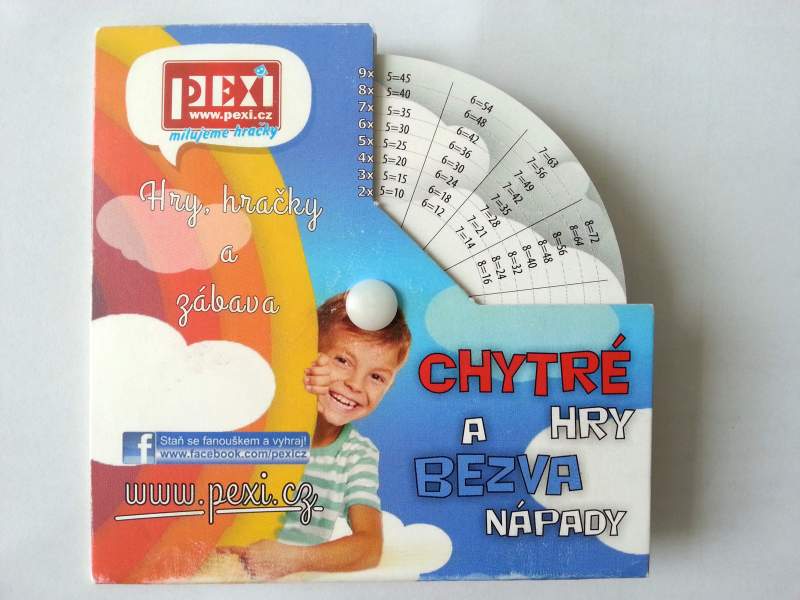 PEXI
www.pexi.cz
milujeme hračky
Hry, hračky
a
zábava
9x 5=45
8x 5=40
7x 5=35
6x 5=30
5x 5=25
4x 5=20
3x 5=15
2x 5=10
6=54
6=48
6=42
6=36
6=30
6=24
6=18
6=12
7=63
7=56
7=49
7=42
7=35
7=28
7=21
7=14
8=72
8=64
8=56
8=48
8=40
8=32
8=24
8=16
CHYTRÉ
HRY
A
BEZVA
NÁPADY
Staň se fanouškem a vyhraj!
www.facebook.com/pexicz
www.pexi.cz